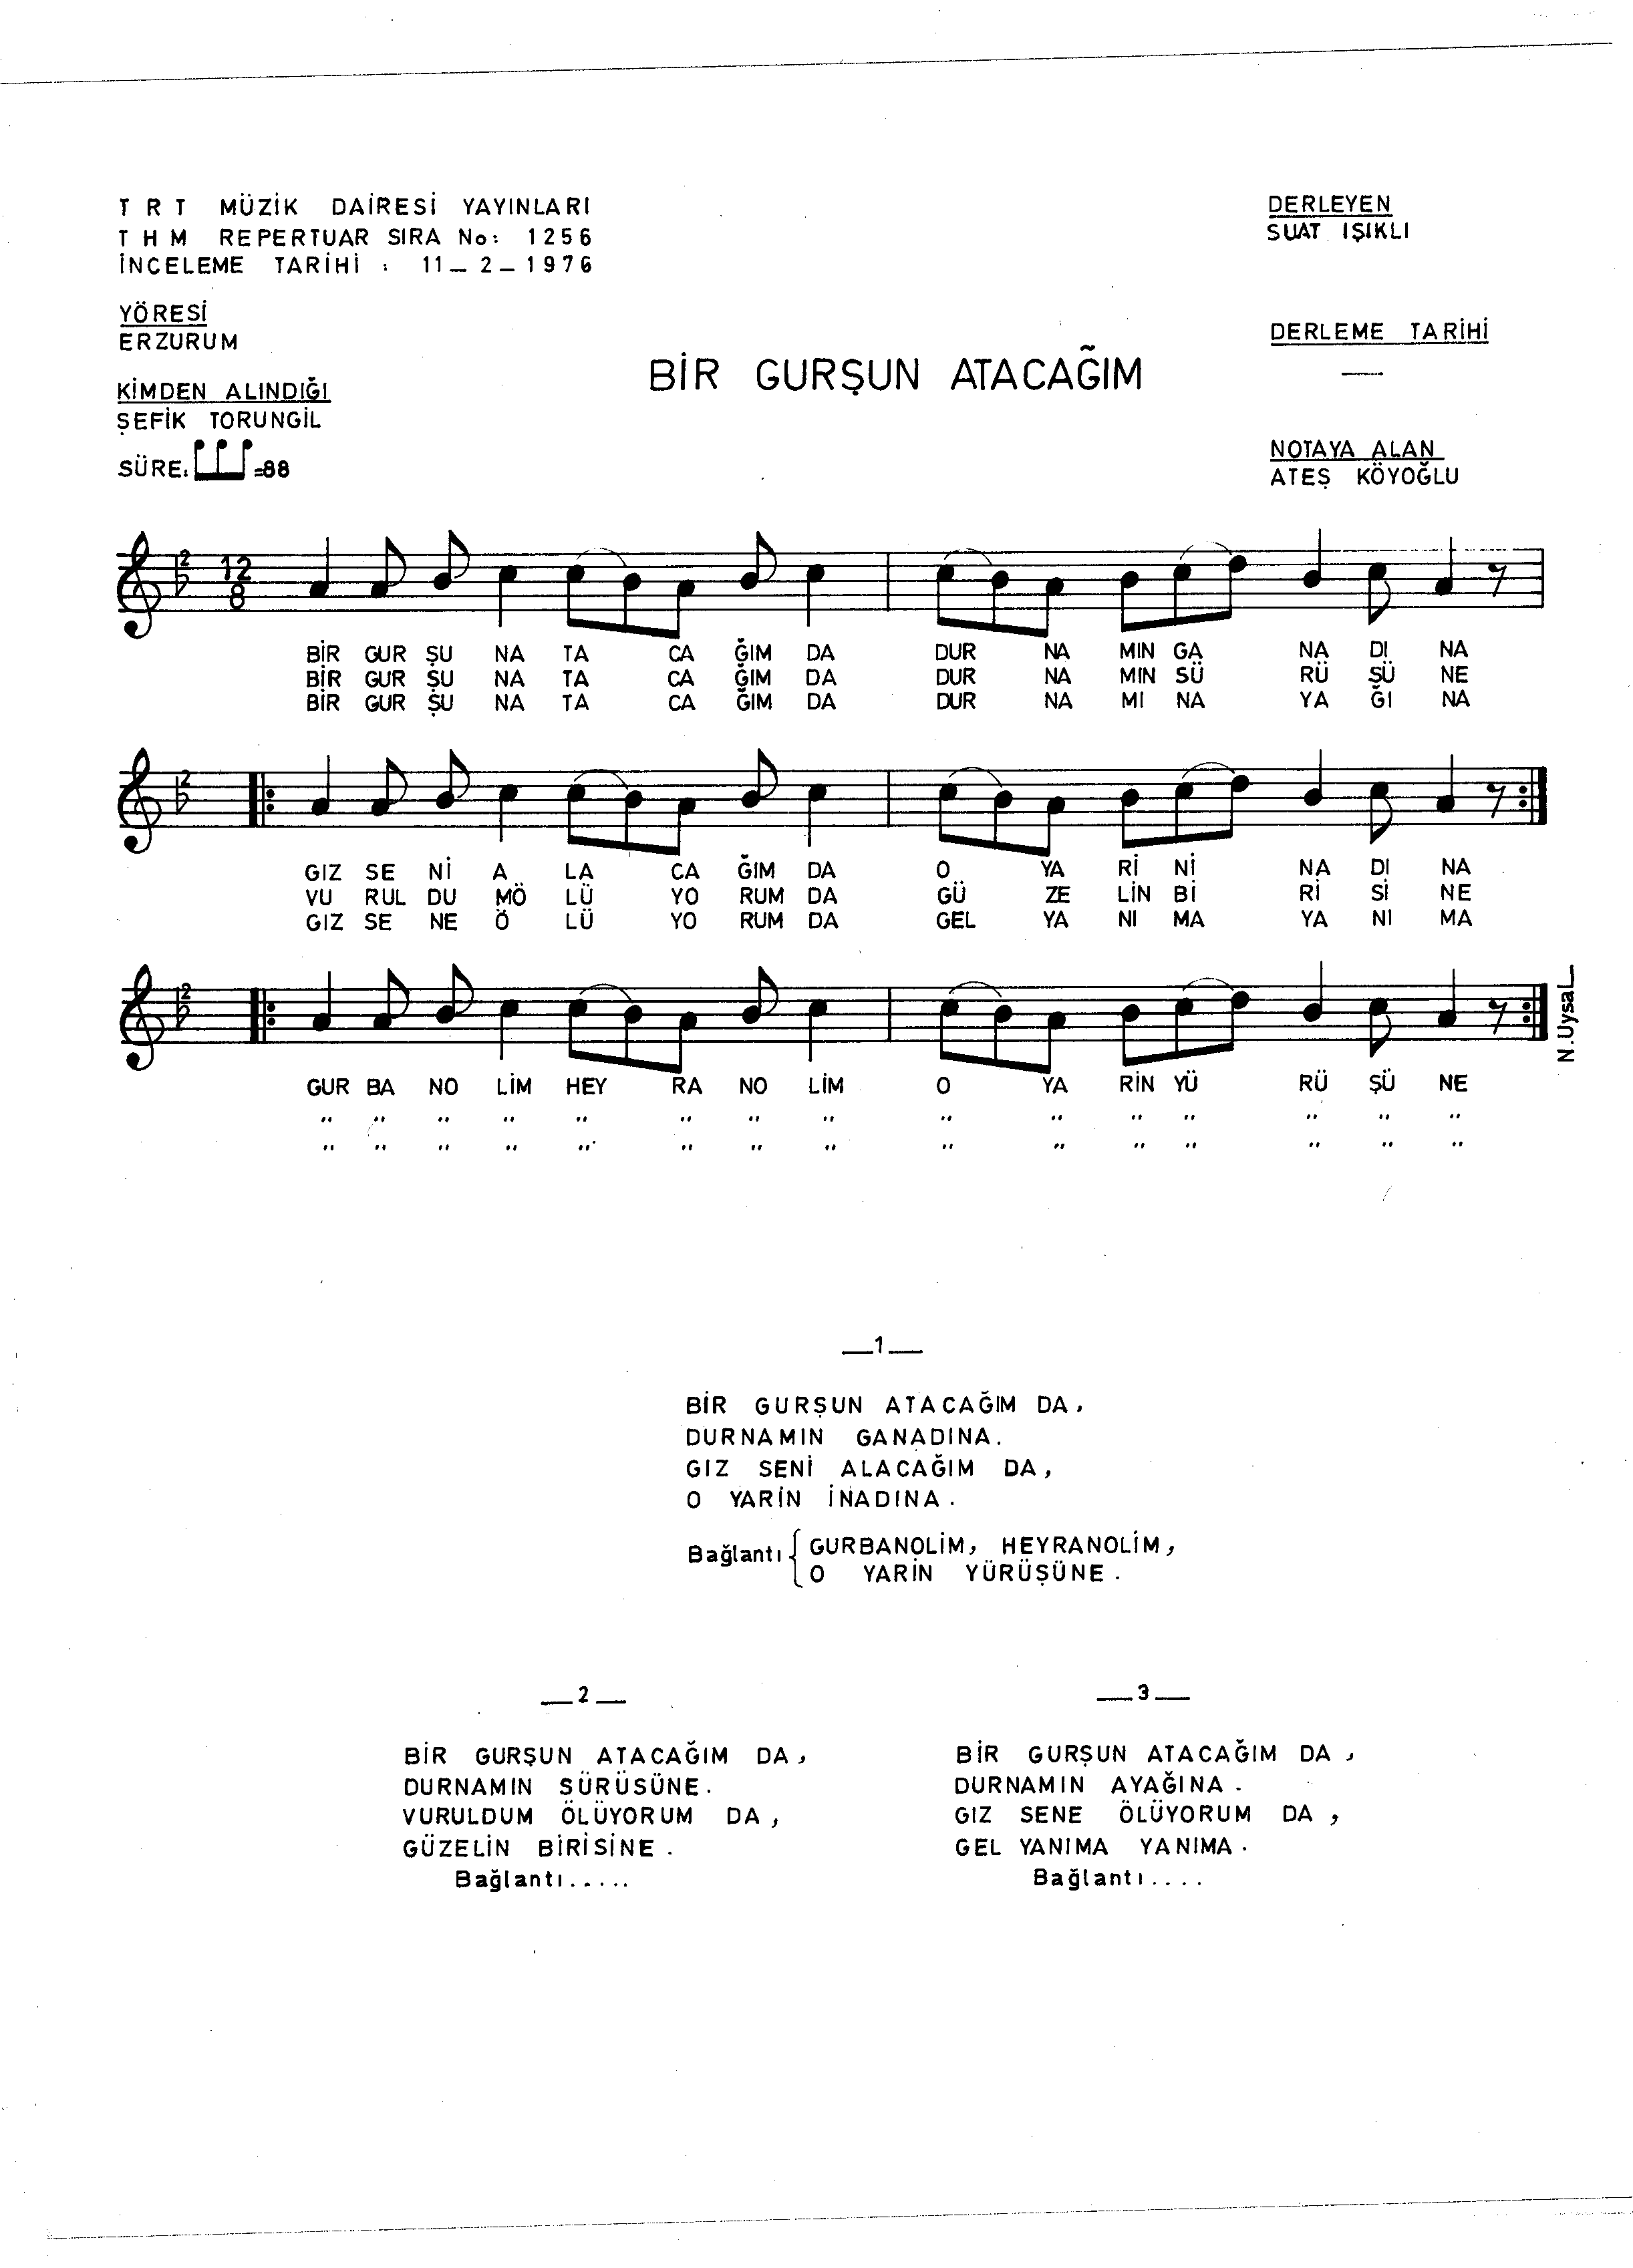 TRT MÜZİK DAİRESİ YAYINLARI
THM REPERTUAR SIRA No: 1256
İNCELEME TARİHİ : 11_2_1976
DERLEYEN
SUAT IŞIKLI
YÖRESİ
ERZURUM
DERLEME TARİHİ
—
BİR GURŞUN ATACAĞIM
KİMDEN ALINDIĞI
ŞEFİK TORUNGİL
SÜRE: =88
NOTAYA ALAN
ATEŞ KÖYOĞLU
2 12 8
BİR GUR ŞU NA TA CA ĞIM DA DUR NA MIN GA NA DI NA
BİR GUR ŞU NA TA CA ĞIM DA DUR NA MIN SÜ RÜ SÜ NE
BİR GUR ŞU NA TA CA ĞIM DA DUR NA MI NA YA ĞI NA
2
GIZ SE Nİ A LA CA ĞIM DA O YA Rİ Nİ NA DI NA
VU RUL DU MÖ LÜ YO RUM DA GÜ ZE LİN Bİ Rİ Sİ NE
GIZ SE NE Ö LÜ YO RUM DA GEL YA NI MA YA NI MA
2
N.Uysal
GUR BA NO LİM HEY RA NO LİM O YA RİN YÜ RÜ ŞÜ NE
" " " " " " " " " " " " " " "
" " " " " " " " " " " " " " "
_1_
BİR GURŞUN ATACAĞIM DA,
DURNAMIN GANADINA.
GIZ SENİ ALACAĞIM DA,
O YARİN İNADINA.
Bağlantı { GURBANOLİM, HEYRANOLİM,
O YARİN YÜRÜŞÜNE.
_2_
BİR GURŞUN ATACAĞIM DA,
DURNAMIN SÜRÜSÜNE.
VURULDUM ÖLÜYORUM DA,
GÜZELİN BİRİSİNE.
Bağlantı.....
_3_
BİR GURŞUN ATACAĞIM DA,
DURNAMIN AYAĞINA.
GIZ SENE ÖLÜYORUM DA,
GEL YANIMA YANIMA.
Bağlantı....